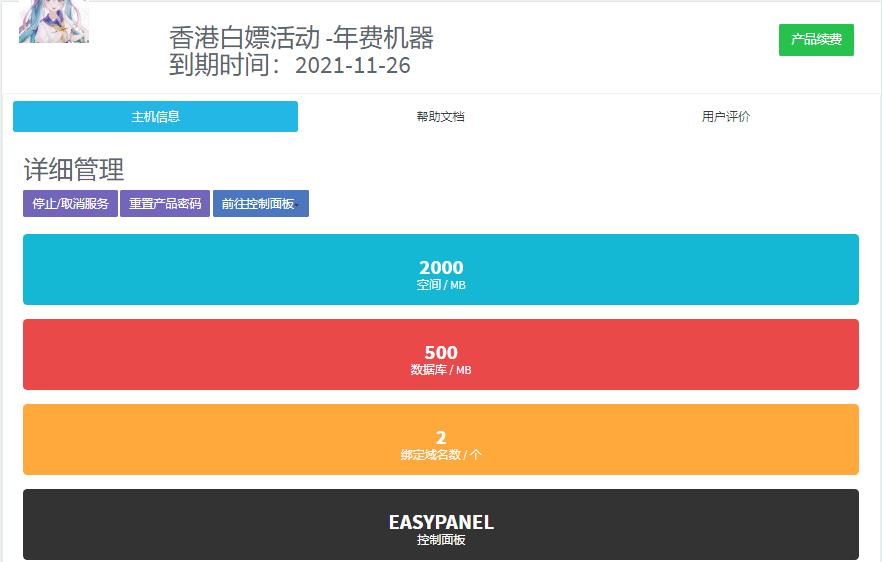 香港白嫖活动 -年费机器
到期时间：2021-11-26
产品续费
主机信息
帮助文档
用户评价
详细管理
停止/取消服务
重置产品密码
前往控制面板
2000
空间 / MB
500
数据库 / MB
2
绑定域名数 / 个
EASYPANEL
控制面板